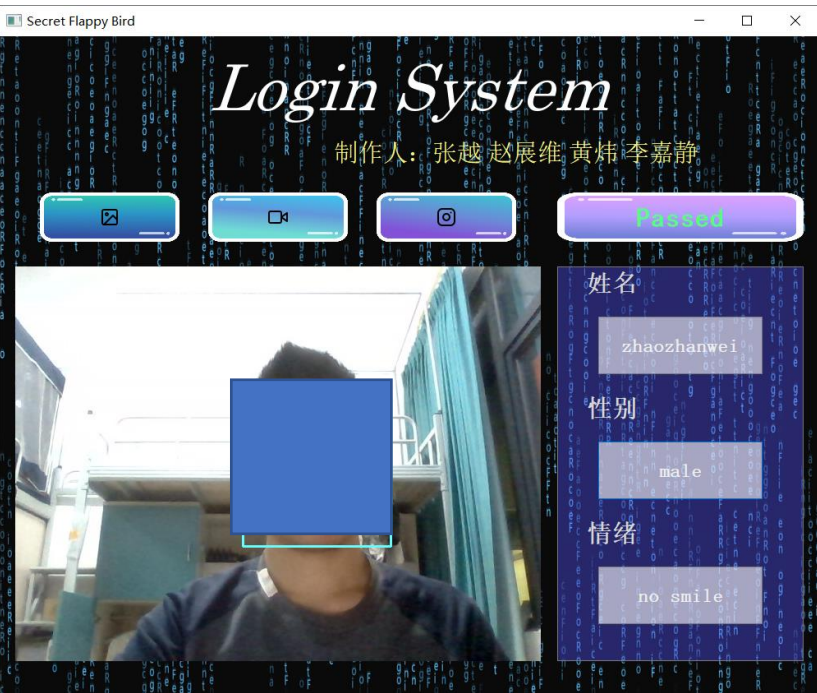 Secret Flappy Bird
Login System
制作人：张越 赵展维 黄炜 李嘉静
Passed
姓名
zhaozhanwei
性别
male
情绪
no smile